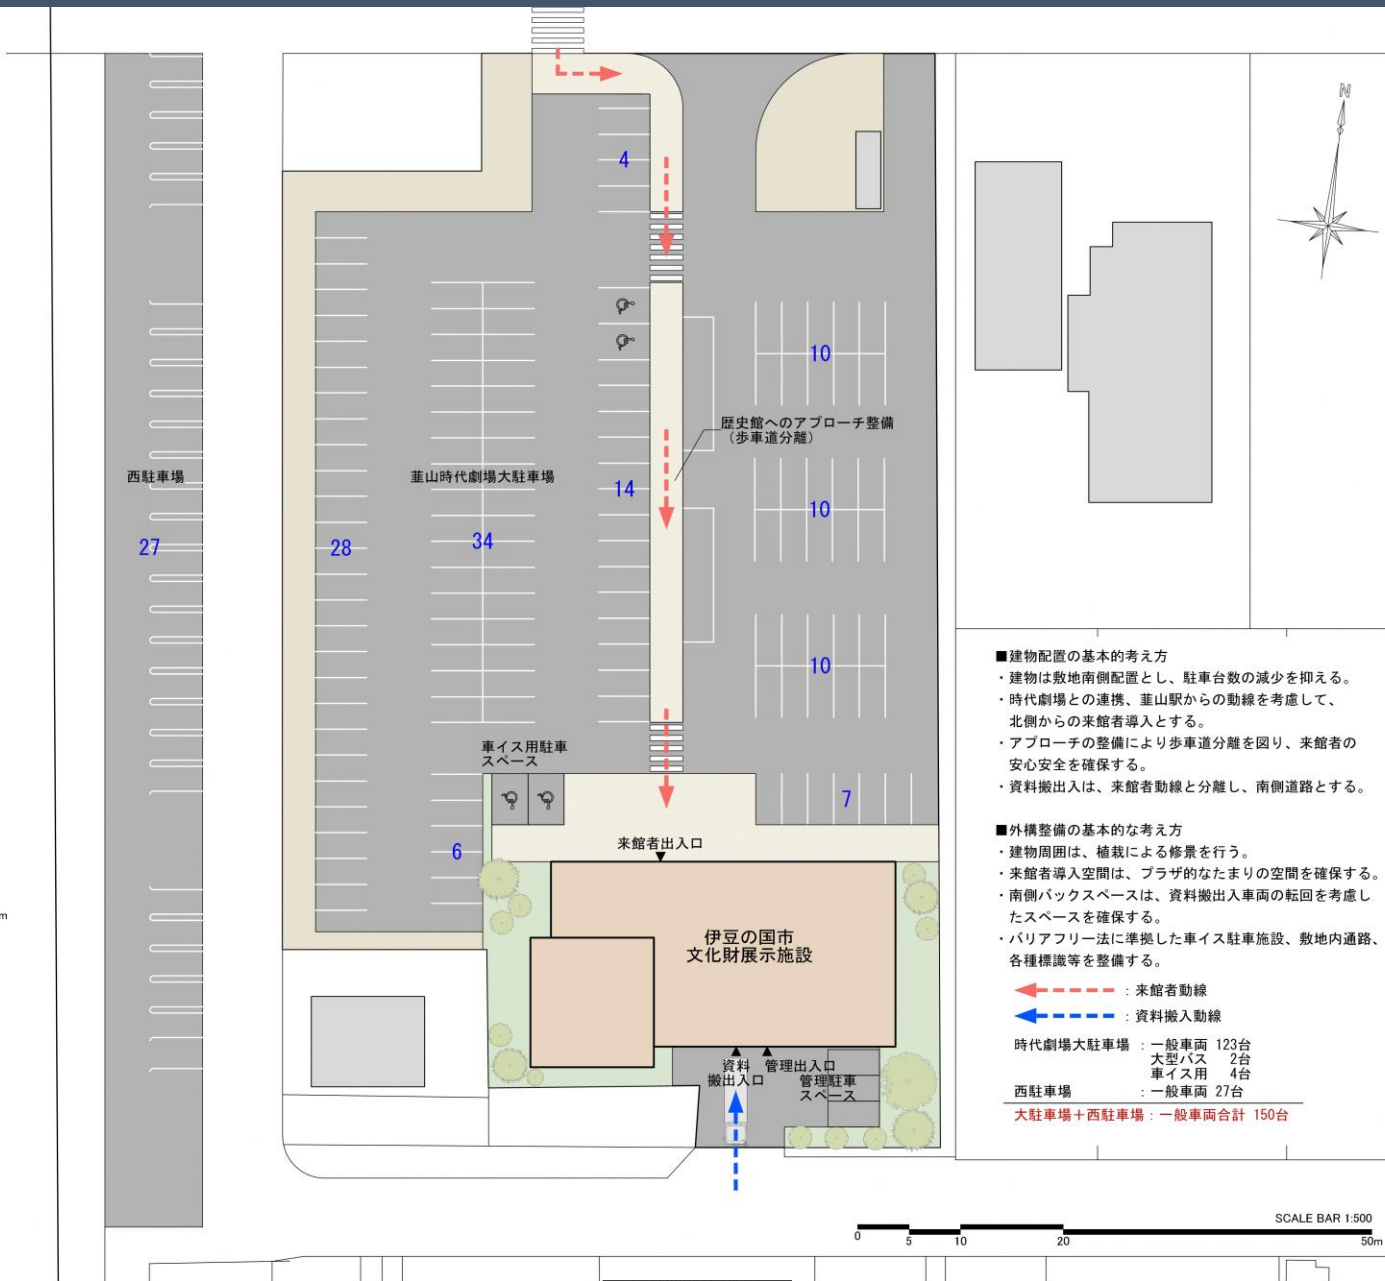 N
4
10
歴史館へのアプローチ整備
（歩車道分離）
西駐車場
韮山時代劇場大駐車場
14
10
27
28
34
10
車イス用駐車
スペース
7
6
来館者出入口
伊豆の国市
文化財展示施設
資料
搬出入口
管理出入口
管理駐車
スペース
m
■建物配置の基本的考え方
・建物は敷地南側配置とし、駐車台数の減少を抑える。
・時代劇場との連携、韮山駅からの動線を考慮して、
北側からの来館者導入とする。
・アプローチの整備により歩車道分離を図り、来館者の
安心安全を確保する。
・資料搬出入は、来館者動線と分離し、南側道路とする。
■外構整備の基本的な考え方
・建物周囲は、植栽による修景を行う。
・来館者導入空間は、プラザ的なたまりの空間を確保する。
・南側バックスペースは、資料搬出入車両の転回を考慮し
たスペースを確保する。
・バリアフリー法に準拠した車イス駐車施設、敷地内通路、
各種標識等を整備する。
：来館者動線
：資料搬入動線
時代劇場大駐車場 ：一般車両 123台
大型バス 2台
車イス用 4台
西駐車場 ：一般車両 27台
大駐車場＋西駐車場：一般車両合計 150台
SCALE BAR 1:500
0 5 10 20 50m